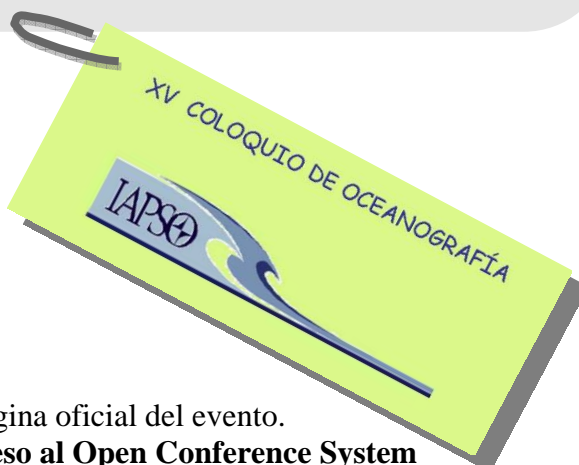 XV COLOQUIO DE OCEANOGRAFÍA
IAPSO
gina oficial del evento.
eso al Open Conference System